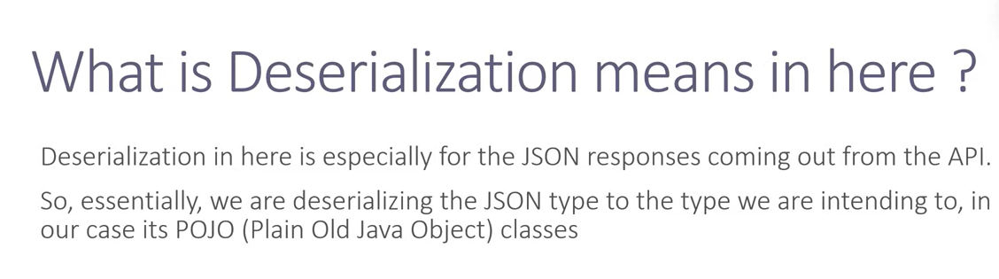 What is Deserialization means in here ?
Deserialization in here is especially for the JSON responses coming out from the API.
So, essentially, we are deserializing the JSON type to the type we are intending to, in
our case its POJO (Plain Old Java Object) classes